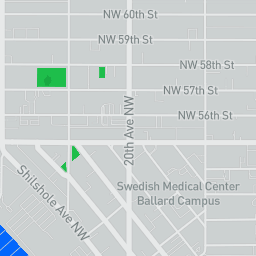 NW 60th St
NW 59th St
NW 58th St
NW 57th St
NW 56th St
20th Ave NW
Shilshole Ave NW
Swedish Medical Center
Ballard Campus